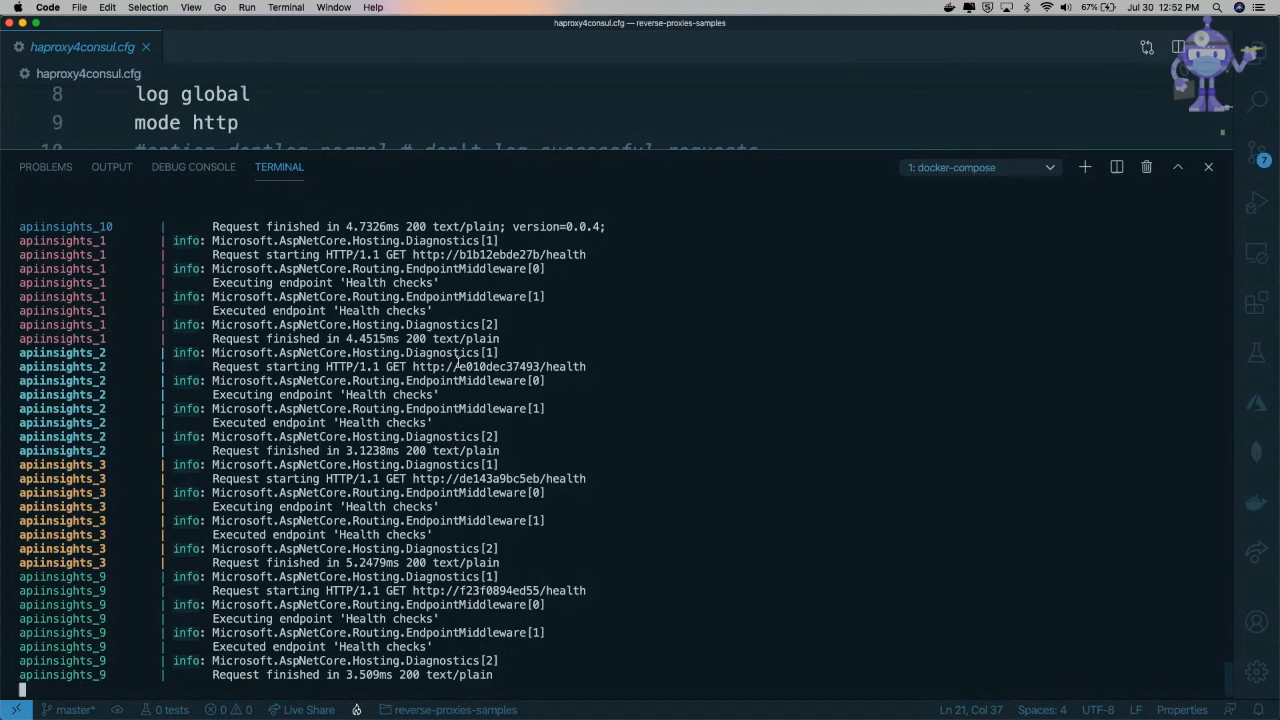 Code File Edit Selection View Go Run Terminal Window Help 67% Jul 30 12:52 PM
haproxy4consul.cfg — reverse-proxies-samples
haproxy4consul.cfg
haproxy4consul.cfg
8 log global
9 mode http
10 #option dontlog-normal # don't log successful requests
PROBLEMS OUTPUT DEBUG CONSOLE TERMINAL 1: docker-compose
apiinsights_10 | Request finished in 4.7326ms 200 text/plain; version=0.0.4;
apiinsights_1 | info: Microsoft.AspNetCore.Hosting.Diagnostics[1]
apiinsights_1 | Request starting HTTP/1.1 GET http://b1b12ebde27b/health
apiinsights_1 | info: Microsoft.AspNetCore.Routing.EndpointMiddleware[0]
apiinsights_1 | Executing endpoint 'Health checks'
apiinsights_1 | info: Microsoft.AspNetCore.Routing.EndpointMiddleware[1]
apiinsights_1 | Executed endpoint 'Health checks'
apiinsights_1 | info: Microsoft.AspNetCore.Hosting.Diagnostics[2]
apiinsights_1 | Request finished in 4.4515ms 200 text/plain
apiinsights_2 | info: Microsoft.AspNetCore.Hosting.Diagnostics[1]
apiinsights_2 | Request starting HTTP/1.1 GET http://e010dec37493/health
apiinsights_2 | info: Microsoft.AspNetCore.Routing.EndpointMiddleware[0]
apiinsights_2 | Executing endpoint 'Health checks'
apiinsights_2 | info: Microsoft.AspNetCore.Routing.EndpointMiddleware[1]
apiinsights_2 | Executed endpoint 'Health checks'
apiinsights_2 | info: Microsoft.AspNetCore.Hosting.Diagnostics[2]
apiinsights_2 | Request finished in 3.1238ms 200 text/plain
apiinsights_3 | info: Microsoft.AspNetCore.Hosting.Diagnostics[1]
apiinsights_3 | Request starting HTTP/1.1 GET http://de143a9bc5eb/health
apiinsights_3 | info: Microsoft.AspNetCore.Routing.EndpointMiddleware[0]
apiinsights_3 | Executing endpoint 'Health checks'
apiinsights_3 | info: Microsoft.AspNetCore.Routing.EndpointMiddleware[1]
apiinsights_3 | Executed endpoint 'Health checks'
apiinsights_3 | info: Microsoft.AspNetCore.Hosting.Diagnostics[2]
apiinsights_3 | Request finished in 5.2479ms 200 text/plain
apiinsights_9 | info: Microsoft.AspNetCore.Hosting.Diagnostics[1]
apiinsights_9 | Request starting HTTP/1.1 GET http://f23f0894ed55/health
apiinsights_9 | info: Microsoft.AspNetCore.Routing.EndpointMiddleware[0]
apiinsights_9 | Executing endpoint 'Health checks'
apiinsights_9 | info: Microsoft.AspNetCore.Routing.EndpointMiddleware[1]
apiinsights_9 | Executed endpoint 'Health checks'
apiinsights_9 | info: Microsoft.AspNetCore.Hosting.Diagnostics[2]
apiinsights_9 | Request finished in 3.509ms 200 text/plain
7
master* 0 tests 0 0 Live Share reverse-proxies-samples Ln 21, Col 37 Spaces: 4 UTF-8 LF Properties